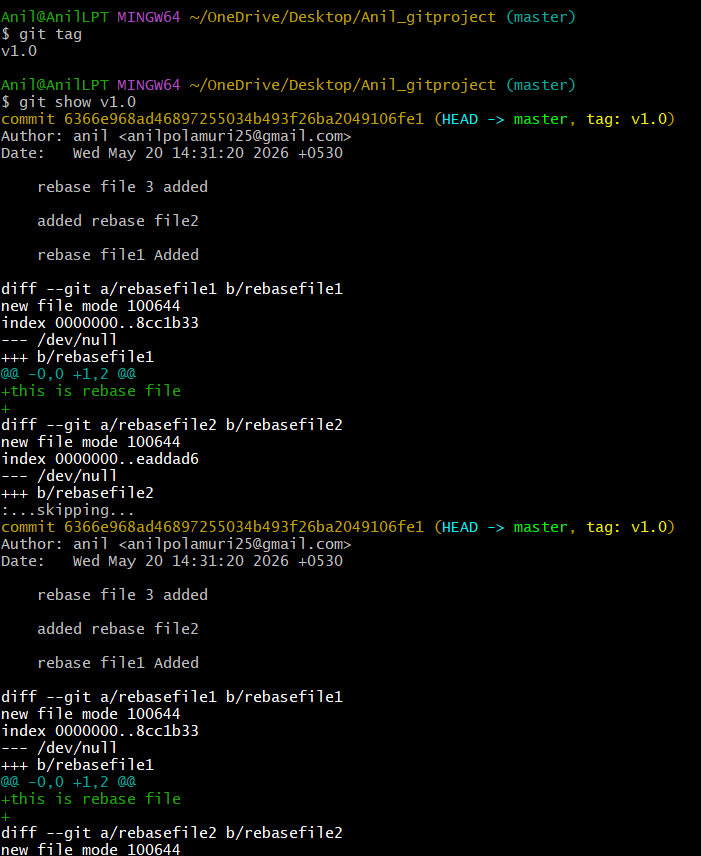 Anil@AnilLPT MINGW64 ~/OneDrive/Desktop/Anil_gitproject (master)
$ git tag
v1.0

Anil@AnilLPT MINGW64 ~/OneDrive/Desktop/Anil_gitproject (master)
$ git show v1.0
commit 6366e968ad46897255034b493f26ba2049106fe1 (HEAD -> master, tag: v1.0)
Author: anil <anilpolamuri25@gmail.com>
Date:   Wed May 20 14:31:20 2026 +0530

    rebase file 3 added

    added rebase file2

    rebase file1 Added

diff --git a/rebasefile1 b/rebasefile1
new file mode 100644
index 0000000..8cc1b33
--- /dev/null
+++ b/rebasefile1
@@ -0,0 +1,2 @@
+this is rebase file
+
diff --git a/rebasefile2 b/rebasefile2
new file mode 100644
index 0000000..eaddad6
--- /dev/null
+++ b/rebasefile2
:...skipping...
commit 6366e968ad46897255034b493f26ba2049106fe1 (HEAD -> master, tag: v1.0)
Author: anil <anilpolamuri25@gmail.com>
Date:   Wed May 20 14:31:20 2026 +0530

    rebase file 3 added

    added rebase file2

    rebase file1 Added

diff --git a/rebasefile1 b/rebasefile1
new file mode 100644
index 0000000..8cc1b33
--- /dev/null
+++ b/rebasefile1
@@ -0,0 +1,2 @@
+this is rebase file
+
diff --git a/rebasefile2 b/rebasefile2
new file mode 100644